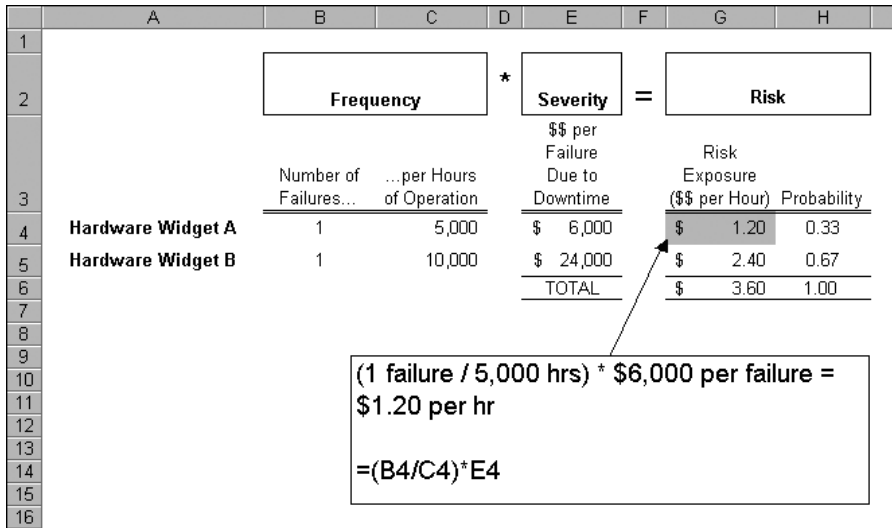 A B C D E F G H
1
2 Frequency * Severity = Risk
$$ per
Failure Risk
Due to Exposure
Number of ...per Hours
3 Failures... of Operation Downtime ($$ per Hour) Probability
4 Hardware Widget A 1 5,000 $ 6,000 $ 1.20 0.33
5 Hardware Widget B 1 10,000 $ 24,000 $ 2.40 0.67
6 TOTAL $ 3.60 1.00
7
8
9
10
11
12
13
14
15
16
(1 failure / 5,000 hrs) * $6,000 per failure =
$1.20 per hr
=(B4/C4)*E4